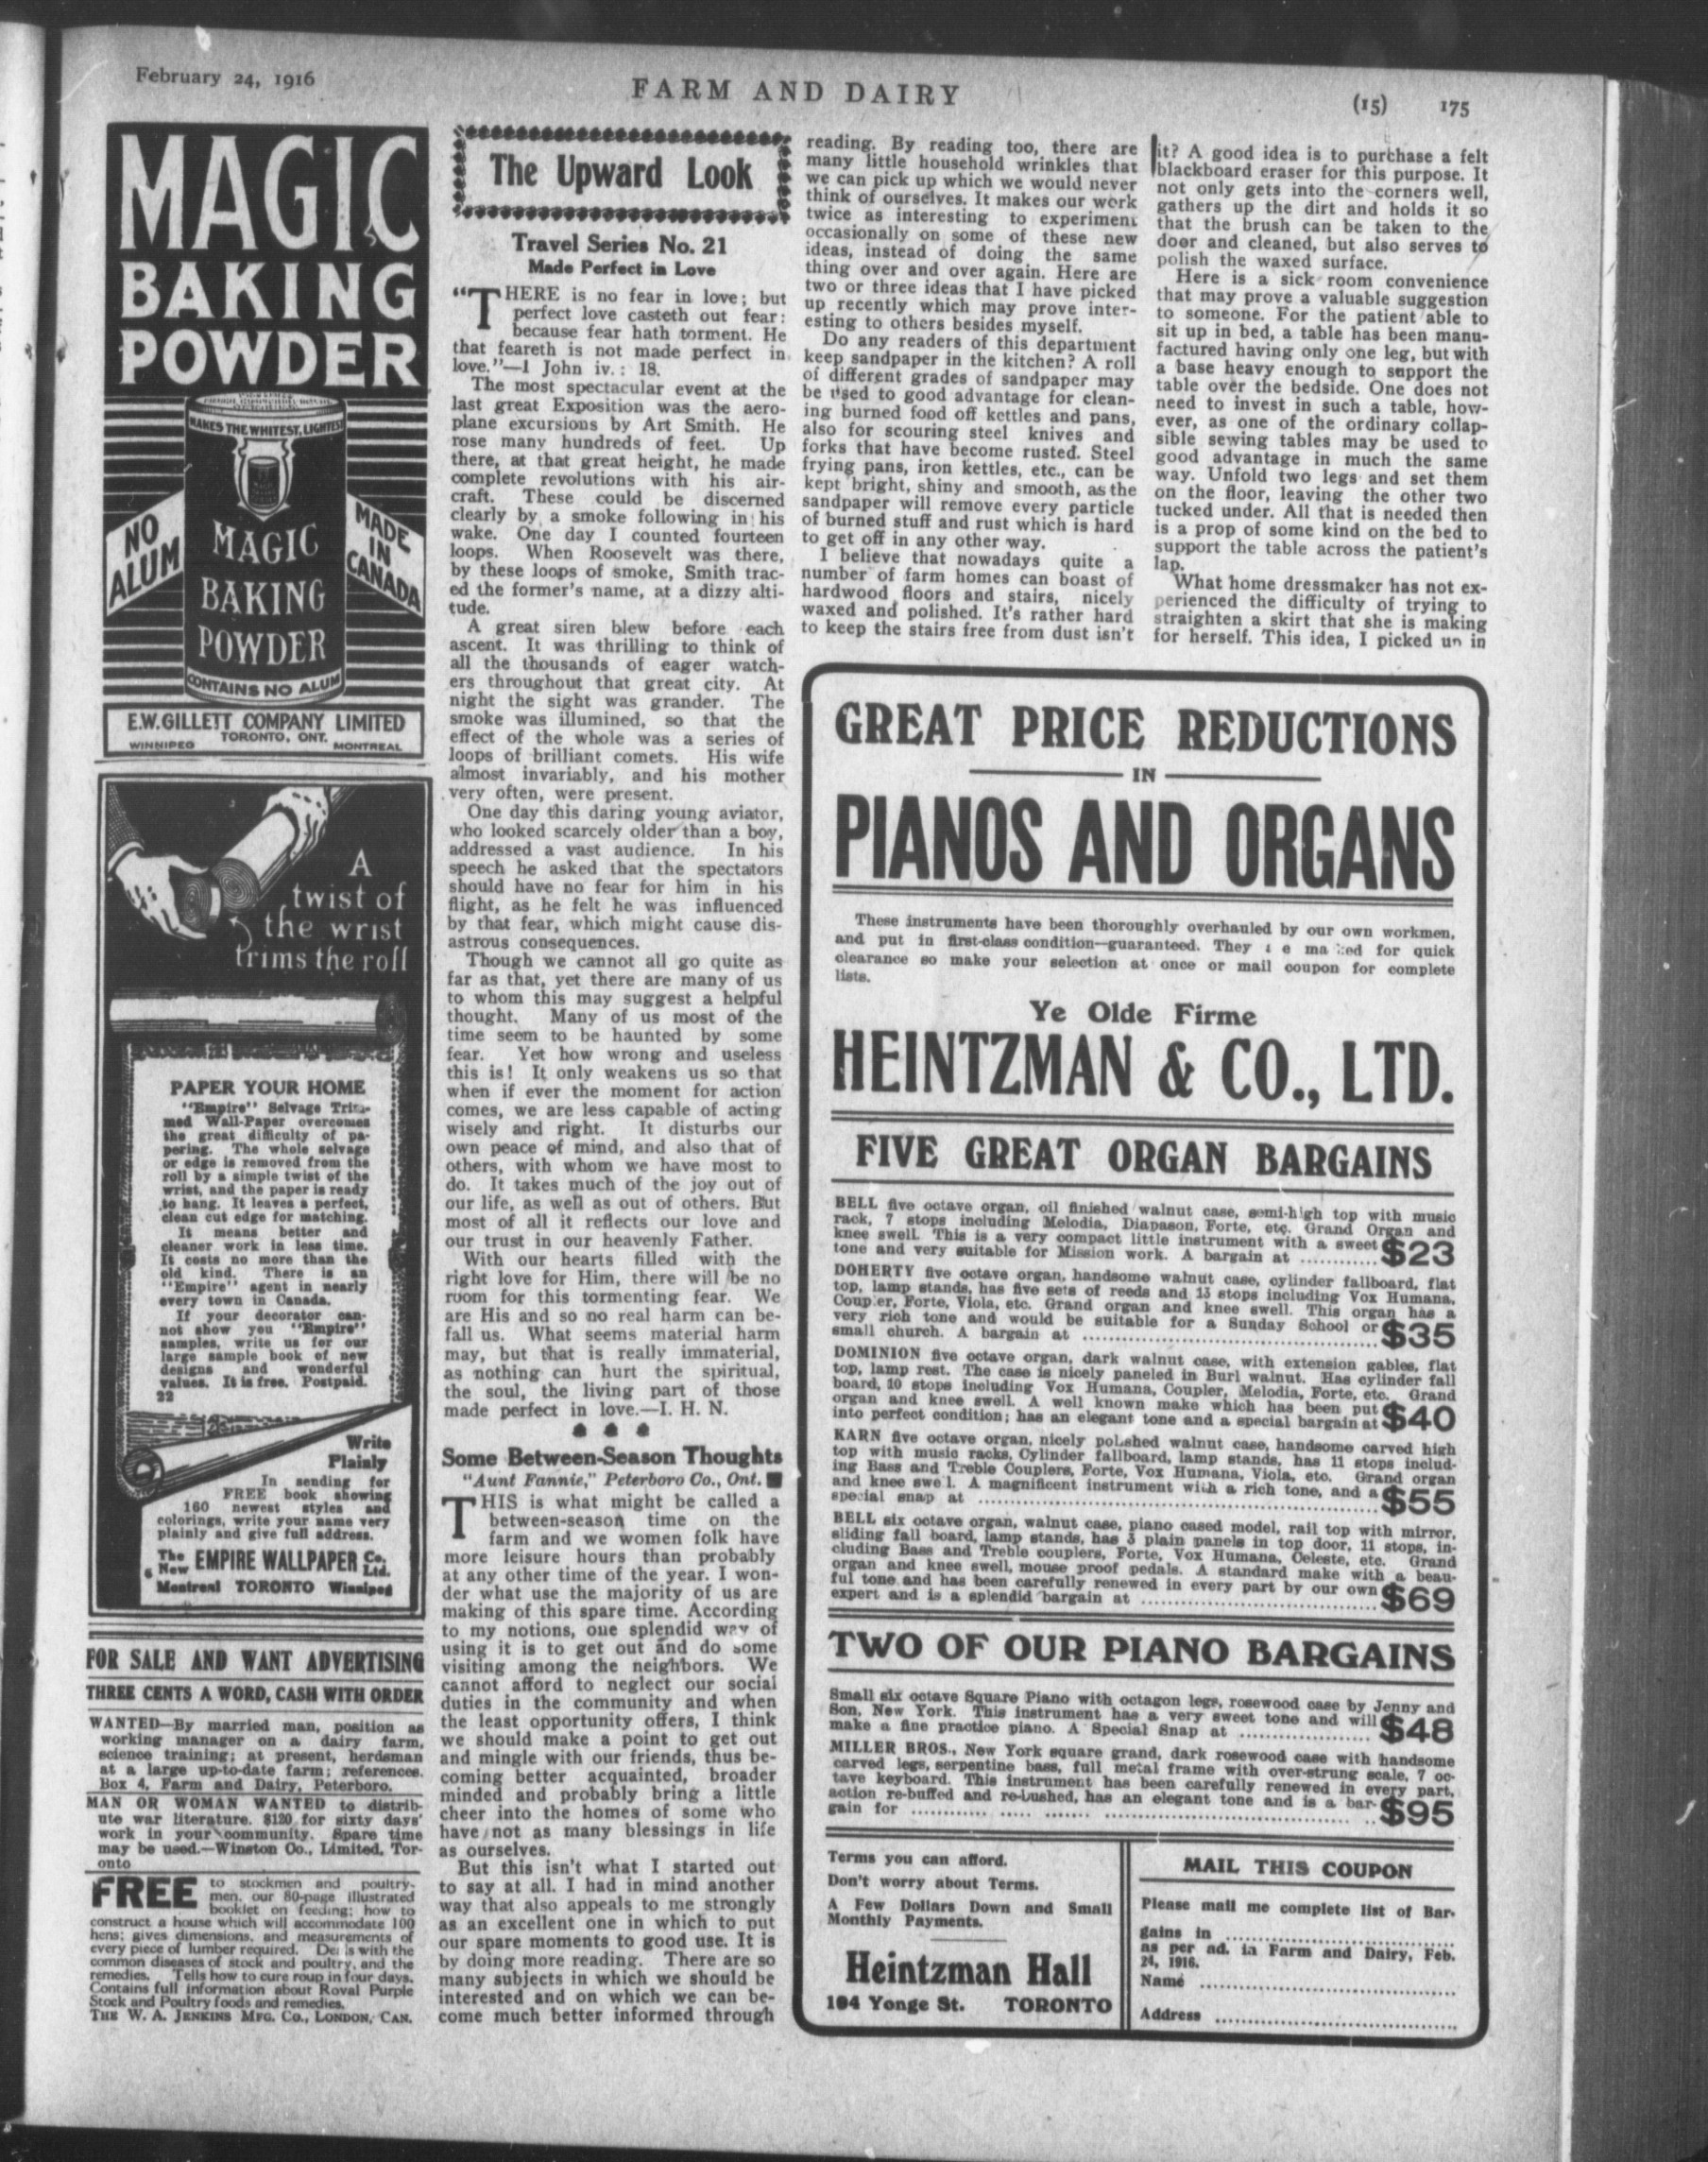 February 24, 1916
FARM AND DAIRY
(15) 175
MAGIC
BAKING
POWDER
MAKES THE WHITEST, LIGHTEST
NO
ALUM
MADE
IN
CANADA
MAGIC
BAKING
POWDER
CONTAINS NO ALUM
E.W. GILLETT COMPANY LIMITED
TORONTO, ONT.
WINNIPEG MONTREAL
A
twist of
the wrist
trims the roll
PAPER YOUR HOME
"Empire" Selvage Trim-
med Wall-Paper overcomes
the great difficulty of pa-
pering. The whole selvage
or edge is removed from the
roll by a simple twist of the
wrist, and the paper is ready
to hang. It leaves a perfect,
clean cut edge for matching.
It means better and
cleaner work in less time.
It costs no more than the
old kind. There is an
"Empire" agent in nearly
every town in Canada.
If your decorator can-
not show you "Empire"
samples, write us for our
large sample book of new
designs and wonderful
values. It is free. Postpaid.
22
Write
Plainly
In sending for
FREE book showing
160 newest styles and
colorings, write your name very
plainly and give full address.
The New EMPIRE WALLPAPER Co. Ltd.
6
Montreal TORONTO Winnipeg
FOR SALE AND WANT ADVERTISING
THREE CENTS A WORD, CASH WITH ORDER
WANTED—By married man, position as
working manager on a dairy farm,
science training; at present, herdsman
at a large up-to-date farm; references.
Box 4, Farm and Dairy, Peterboro.
MAN OR WOMAN WANTED to distrib-
ute war literature. $120 for sixty days'
work in your community. Spare time
may be used.—Winston Co., Limited, Tor-
onto
FREE to stockmen and poultry-
men, our 80-page illustrated
booklet on feeding; how to
construct a house which will accommodate 100
hens; gives dimensions, and measurements of
every piece of lumber required. Deals with the
common diseases of stock and poultry, and the
remedies. Tells how to cure roup in four days.
Contains full information about Royal Purple
Stock and Poultry foods and remedies.
THE W. A. JENKINS MFG. CO., LONDON, CAN.
The Upward Look
Travel Series No. 21
Made Perfect in Love
"THERE is no fear in love; but
perfect love casteth out fear:
because fear hath torment. He
that feareth is not made perfect in
love."—1 John iv.: 18.
The most spectacular event at the
last great Exposition was the aero-
plane excursions by Art Smith. He
rose many hundreds of feet. Up
there, at that great height, he made
complete revolutions with his air-
craft. These could be discerned
clearly by a smoke following in his
wake. One day I counted fourteen
loops. When Roosevelt was there,
by these loops of smoke, Smith trac-
ed the former's name, at a dizzy alti-
tude.
A great siren blew before each
ascent. It was thrilling to think of
all the thousands of eager watch-
ers throughout that great city. At
night the sight was grander. The
smoke was illumined, so that the
effect of the whole was a series of
loops of brilliant comets. His wife
almost invariably, and his mother
very often, were present.
One day this daring young aviator,
who looked scarcely older than a boy,
addressed a vast audience. In his
speech he asked that the spectators
should have no fear for him in his
flight, as he felt he was influenced
by that fear, which might cause dis-
astrous consequences.
Though we cannot all go quite as
far as that, yet there are many of us
to whom this may suggest a helpful
thought. Many of us most of the
time seem to be haunted by some
fear. Yet how wrong and useless
this is! It only weakens us so that
when if ever the moment for action
comes, we are less capable of acting
wisely and right. It disturbs our
own peace of mind, and also that of
others, with whom we have most to
do. It takes much of the joy out of
our life, as well as out of others. But
most of all it reflects our love and
our trust in our heavenly Father.
With our hearts filled with the
right love for Him, there will be no
room for this tormenting fear. We
are His and so no real harm can be-
fall us. What seems material harm
may, but that is really immaterial,
as nothing can hurt the spiritual,
the soul, the living part of those
made perfect in love.—I. H. N.
Some Between-Season Thoughts
"Aunt Fannie," Peterboro Co., Ont.
THIS is what might be called a
between-season time on the
farm and we women folk have
more leisure hours than probably
at any other time of the year. I won-
der what use the majority of us are
making of this spare time. According
to my notions, one splendid way of
using it is to get out and do some
visiting among the neighbors. We
cannot afford to neglect our social
duties in the community and when
the least opportunity offers, I think
we should make a point to get out
and mingle with our friends, thus be-
coming better acquainted, broader
minded and probably bring a little
cheer into the homes of some who
have not as many blessings in life
as ourselves.
But this isn't what I started out
to say at all. I had in mind another
way that also appeals to me strongly
as an excellent one in which to put
our spare moments to good use. It is
by doing more reading. There are so
many subjects in which we should be
interested and on which we can be-
come much better informed through
reading. By reading too, there are
many little household wrinkles that
we can pick up which we would never
think of ourselves. It makes our work
twice as interesting to experiment
occasionally on some of these new
ideas, instead of doing the same
thing over and over again. Here are
two or three ideas that I have picked
up recently which may prove inter-
esting to others besides myself.
Do any readers of this department
keep sandpaper in the kitchen? A roll
of different grades of sandpaper may
be used to good advantage for clean-
ing burned food off kettles and pans,
also for scouring steel knives and
forks that have become rusted. Steel
frying pans, iron kettles, etc., can be
kept bright, shiny and smooth, as the
sandpaper will remove every particle
of burned stuff and rust which is hard
to get off in any other way.
I believe that nowadays quite a
number of farm homes can boast of
hardwood floors and stairs, nicely
waxed and polished. It's rather hard
to keep the stairs free from dust isn't
it? A good idea is to purchase a felt
blackboard eraser for this purpose. It
not only gets into the corners well,
gathers up the dirt and holds it so
that the brush can be taken to the
door and cleaned, but also serves to
polish the waxed surface.
Here is a sick room convenience
that may prove a valuable suggestion
to someone. For the patient able to
sit up in bed, a table has been manu-
factured having only one leg, but with
a base heavy enough to support the
table over the bedside. One does not
need to invest in such a table, how-
ever, as one of the ordinary collap-
sible sewing tables may be used to
good advantage in much the same
way. Unfold two legs and set them
on the floor, leaving the other two
tucked under. All that is needed then
is a prop of some kind on the bed to
support the table across the patient's
lap.
What home dressmaker has not ex-
perienced the difficulty of trying to
straighten a skirt that she is making
for herself. This idea, I picked up in
GREAT PRICE REDUCTIONS
IN
PIANOS AND ORGANS
These instruments have been thoroughly overhauled by our own workmen,
and put in first-class condition—guaranteed. They for quick
clearance so make your selection at once or mail coupon for complete
lists.
Ye Olde Firme
HEINTZMAN & CO., LTD.
FIVE GREAT ORGAN BARGAINS
BELL five octave organ, oil finished walnut case, semi-high top with music
rack, 7 stops including Melodia, Diapason, Forte, etc. Grand Organ and
knee swell. This is a very compact little instrument with a sweet
tone and very suitable for Mission work. A bargain at ............ $23
DOHERTY five octave organ, handsome walnut case, cylinder fallboard, flat
top, lamp stands, has five sets of reeds and 13 stops including Vox Humana,
Coupler, Forte, Viola, etc. Grand organ and knee swell. This organ has a
very rich tone and would be suitable for a Sunday School or
small church. A bargain at ............ $35
DOMINION five octave organ, dark walnut case, with extension gables, flat
top, lamp rest. The case is nicely paneled in Burl walnut. Has cylinder fall
board, 10 stops including Vox Humana, Coupler, Melodia, Forte, etc. Grand
organ and knee swell. A well known make which has been put
into perfect condition; has an elegant tone and a special bargain at $40
KARN five octave organ, nicely polished walnut case, handsome carved high
top with music racks, Cylinder fallboard, lamp stands, has 11 stops includ-
ing Bass and Treble Couplers, Forte, Vox Humana, Viola, etc. Grand organ
and knee swell. A magnificent instrument with a rich tone, and a
special snap at ............ $55
BELL six octave organ, walnut case, piano cased model, rail top with mirror,
sliding fall board, lamp stands, has 3 plain panels in top door, 11 stops, in-
cluding Bass and Treble couplers, Forte, Vox Humana, Celeste, etc. Grand
organ and knee swell, mouse proof pedals. A standard make with a beau-
ful tone and has been carefully renewed in every part by our own
expert and is a splendid bargain at ............ $69
TWO OF OUR PIANO BARGAINS
Small six octave Square Piano with octagon legs, rosewood case by Jenny and
Son, New York. This instrument has a very sweet tone and will
make a fine practice piano. A Special Snap at ............ $48
MILLER BROS., New York square grand, dark rosewood case with handsome
carved legs, serpentine bass, full metal frame with over-strung scale, 7 oc-
tave keyboard. This instrument has been carefully renewed in every part,
action re-buffed and re-bushed, has an elegant tone and is a bar-
gain for ............ $95
Terms you can afford.
Don't worry about Terms.
A Few Dollars Down and Small
Monthly Payments.
Heintzman Hall
194 Yonge St. TORONTO
MAIL THIS COUPON
Please mail me complete list of Bar-
gains in ............
as per ad. in Farm and Dairy, Feb.
24, 1916.
Name ............
Address ............